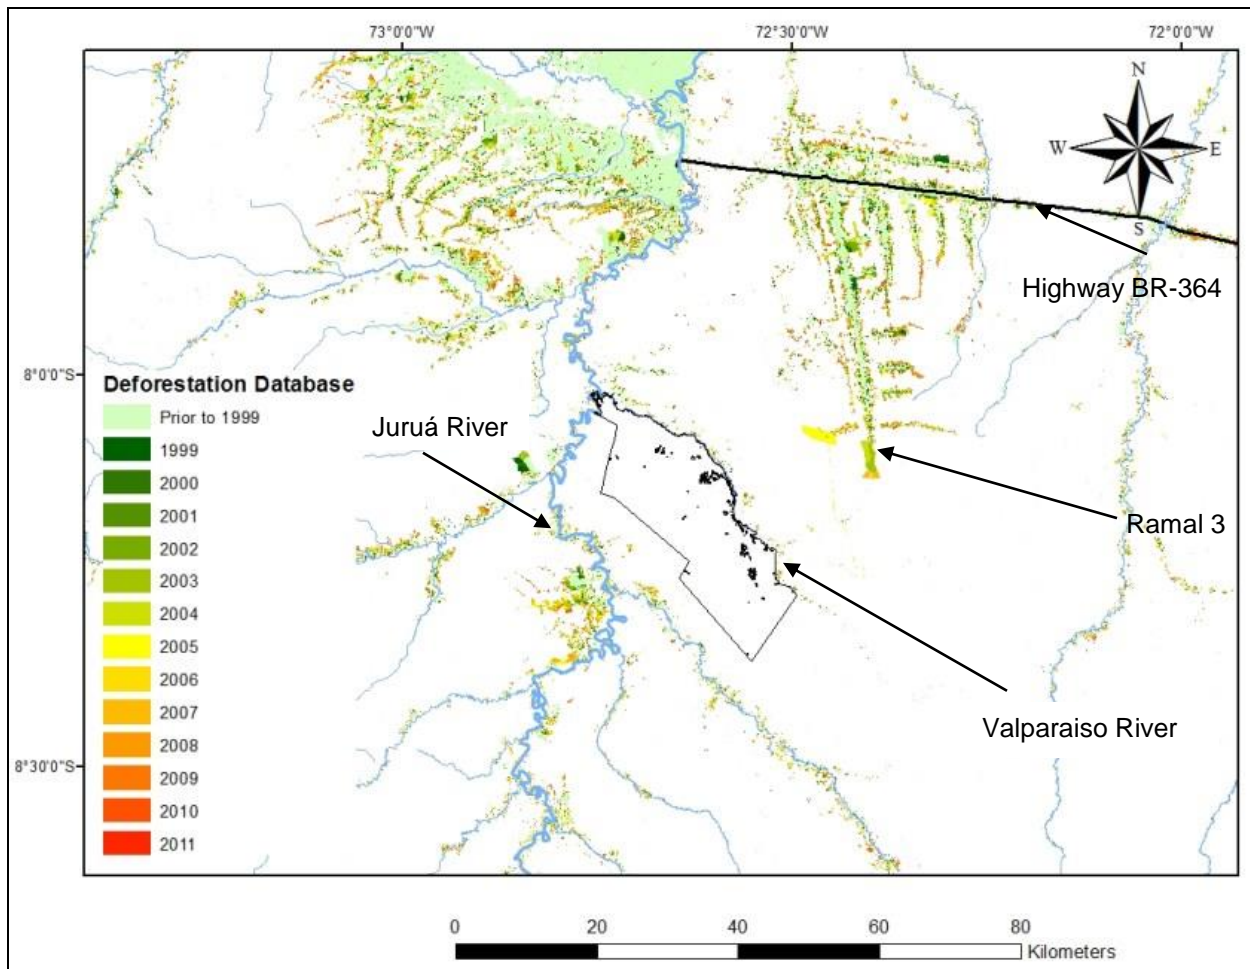 73°0'0"W 72°30'0"W 72°0'0"W
N
W E
S
Highway BR-364
8°0'0"S
Deforestation Database
Prior to 1999
1999
2000
2001
2002
2003
2004
2005
2006
2007
2008
2009
2010
2011
Juruá River
Ramal 3
Valparaiso River
8°30'0"S
0 20 40 60 80
Kilometers